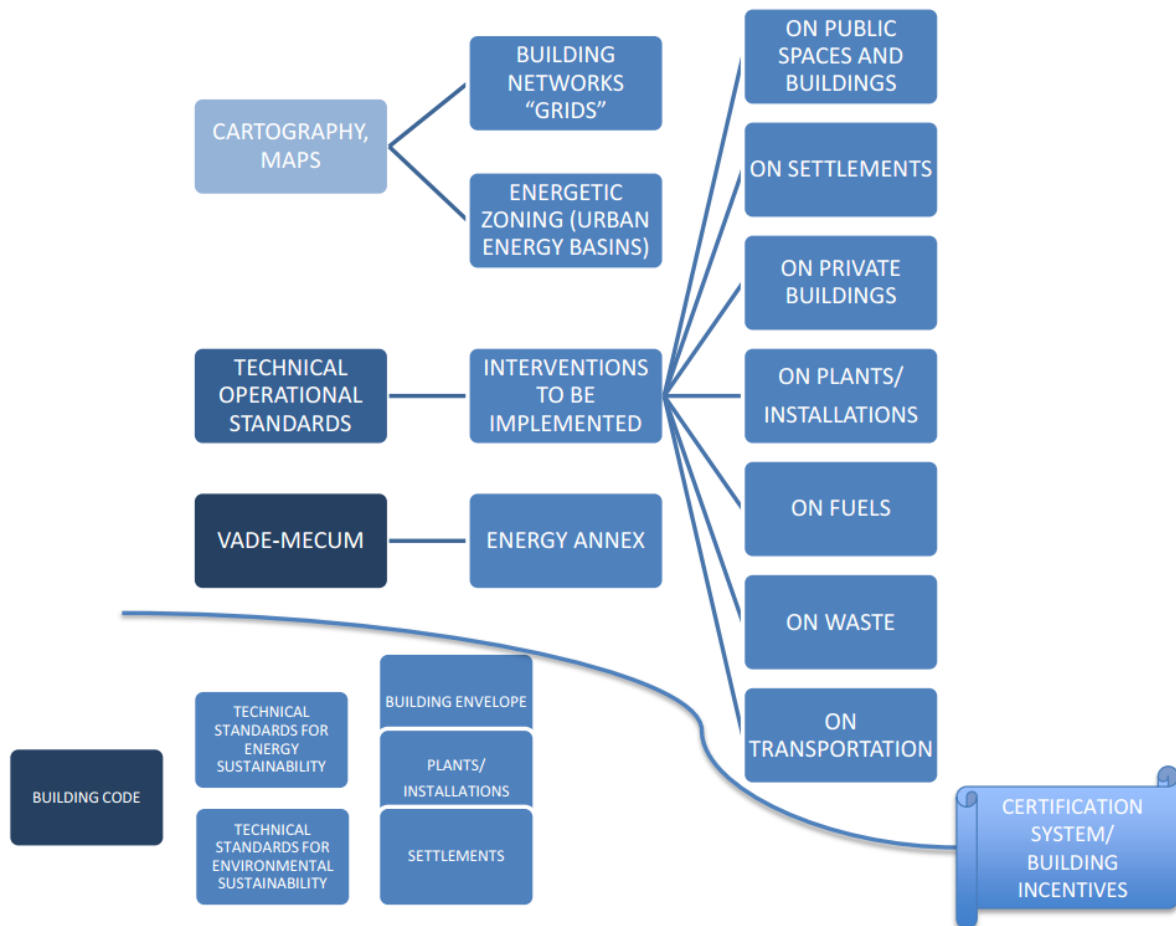 CARTOGRAPHY,
MAPS
BUILDING
NETWORKS
“GRIDS”
ENERGETIC
ZONING (URBAN
ENERGY BASINS)
TECHNICAL
OPERATIONAL
STANDARDS
INTERVENTIONS
TO BE
IMPLEMENTED
ON PUBLIC
SPACES AND
BUILDINGS
ON SETTLEMENTS
ON PRIVATE
BUILDINGS
ON PLANTS/
INSTALLATIONS
ON FUELS
ON WASTE
ON
TRANSPORTATION
VADE-MECUM
ENERGY ANNEX
BUILDING CODE
TECHNICAL
STANDARDS FOR
ENERGY
SUSTAINABILITY
TECHNICAL
STANDARDS FOR
ENVIRONMENTAL
SUSTAINABILITY
BUILDING ENVELOPE
PLANTS/
INSTALLATIONS
SETTLEMENTS
CERTIFICATION
SYSTEM/
BUILDING
INCENTIVES